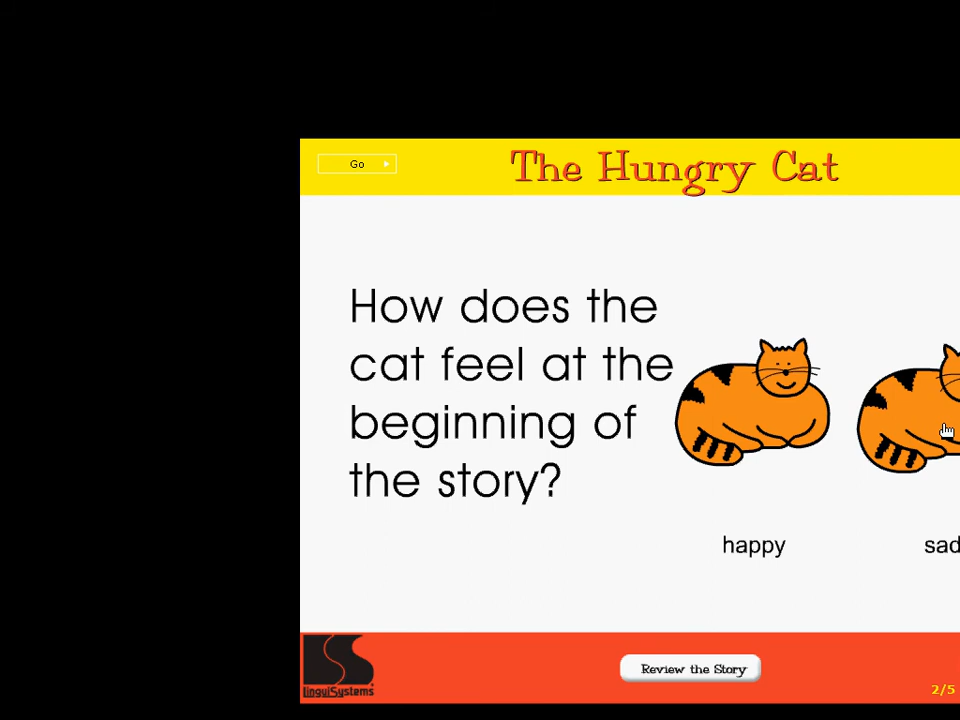 Go
The Hungry Cat
How does the
cat feel at the
beginning of
the story?
happy
sad
LinguiSystems
Review the Story
2/5